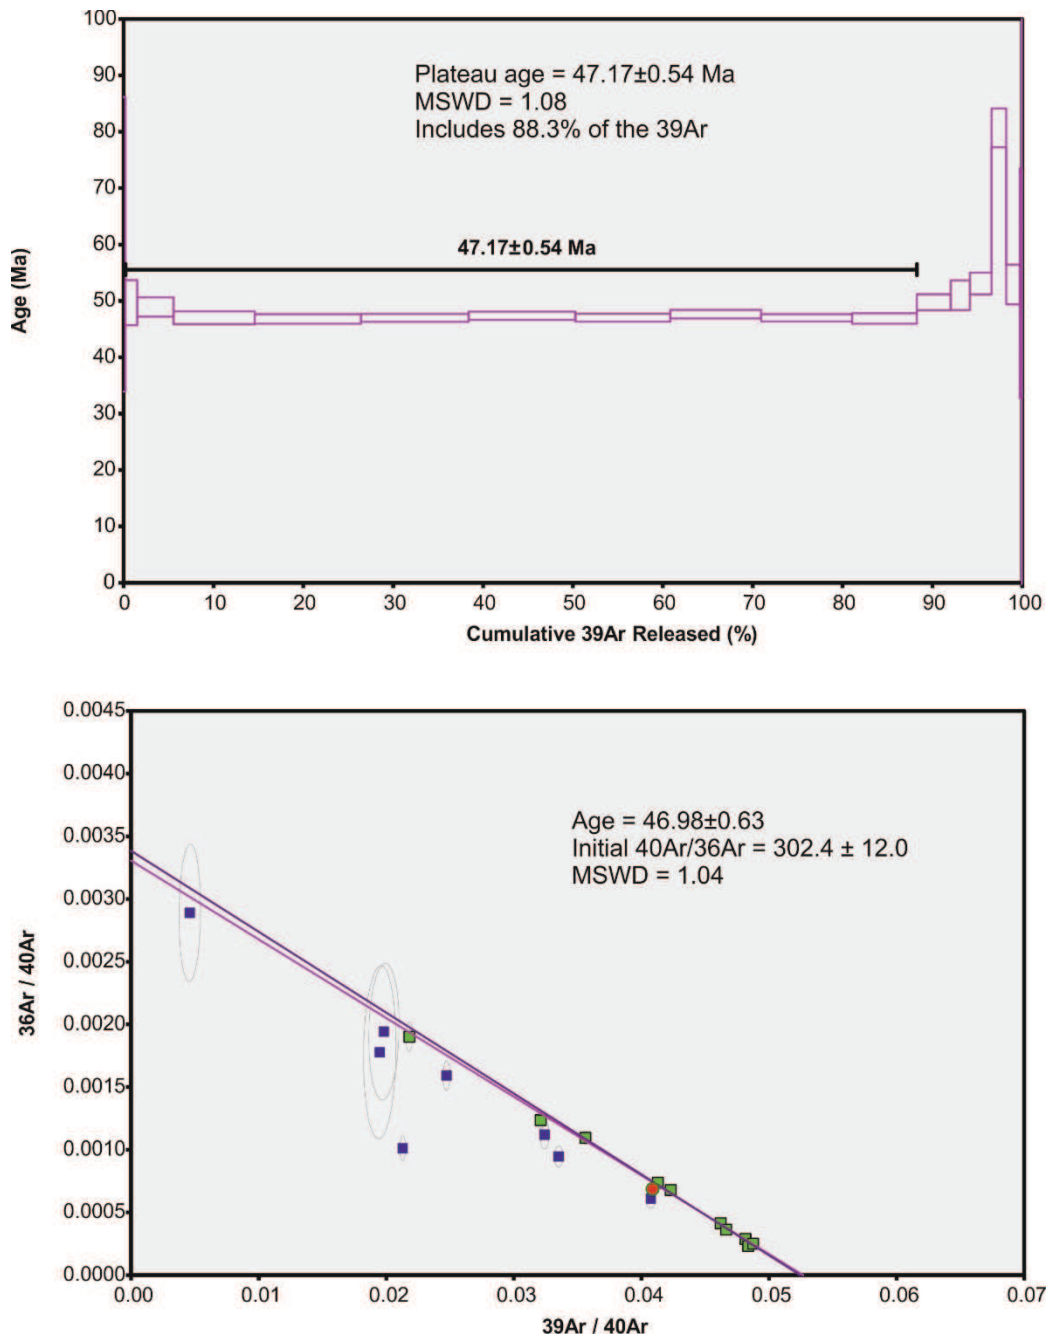 100
90
80
70
60
50
40
30
20
10
0
Age (Ma)
Plateau age = 47.17±0.54 Ma
MSWD = 1.08
Includes 88.3% of the 39Ar
47.17±0.54 Ma
0 10 20 30 40 50 60 70 80 90 100
Cumulative 39Ar Released (%)
0.0045
0.0040
0.0035
0.0030
0.0025
0.0020
0.0015
0.0010
0.0005
0.0000
36Ar / 40Ar
Age = 46.98±0.63
Initial 40Ar/36Ar = 302.4 ± 12.0
MSWD = 1.04
0.00 0.01 0.02 0.03 0.04 0.05 0.06 0.07
39Ar / 40Ar